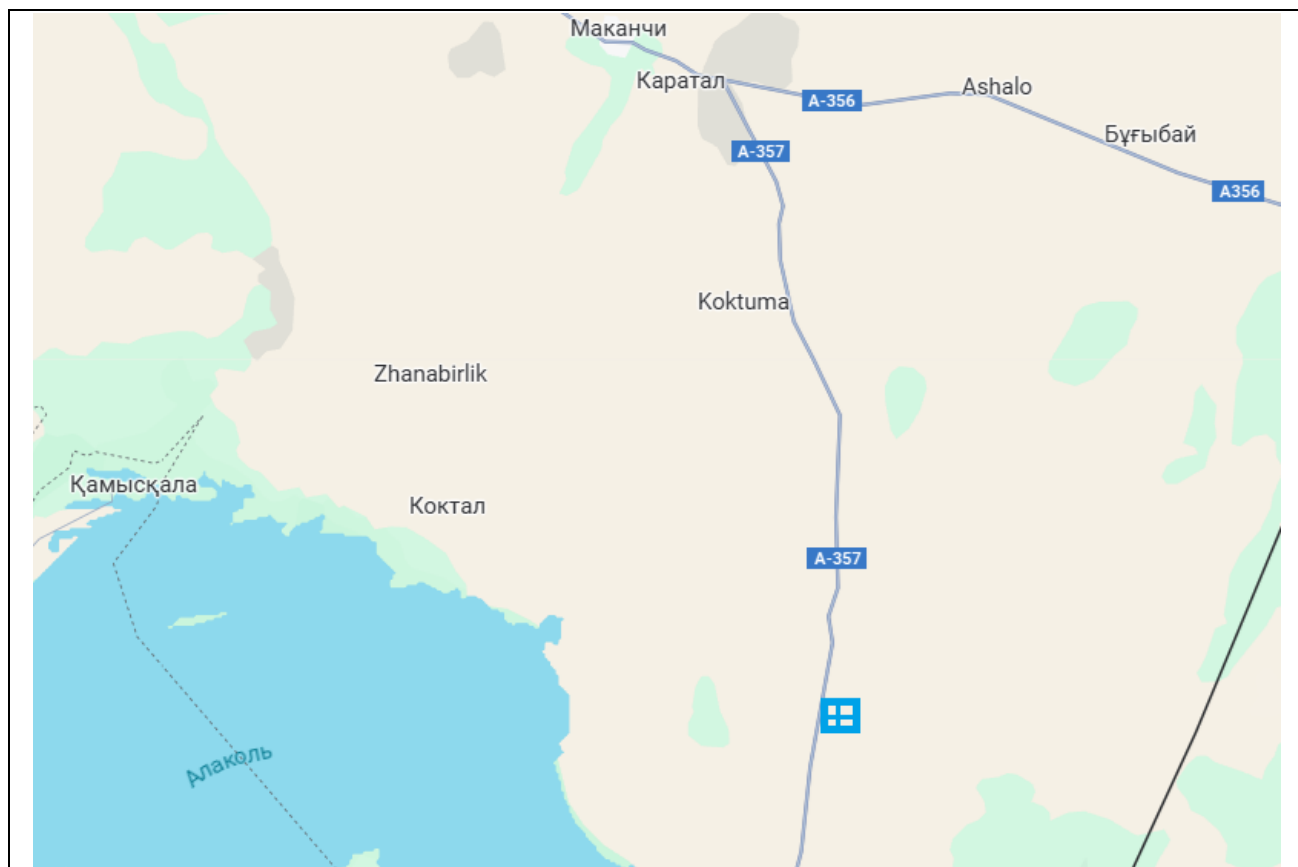 Маканчи
Каратал
Ashalo
А-356
Бұғыбай
А-357
A356
Koktuma
Zhanabirlik
Қамысқала
Коктал
А-357
Алаколь